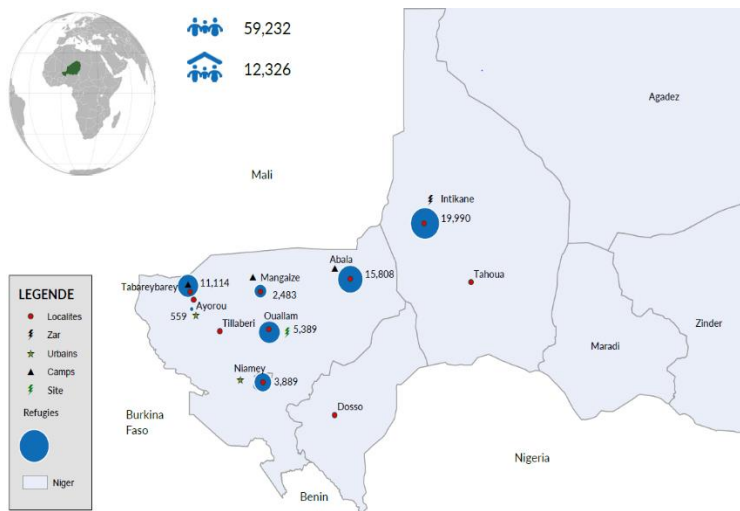 59,232
12,326
Agadez
Mali
Intikane
19,990
Abala
15,808
Tahoua
Tabareybarey
11,114
Mangaize
2,483
Ayorou
559
Tillaberi
Ouallam
5,389
Zinder
Maradi
Niamey
3,889
Dosso
Burkina
Faso
Nigeria
Benin
LEGENDE
Localites
Zar
Urbains
Camps
Site
Refugies
Niger